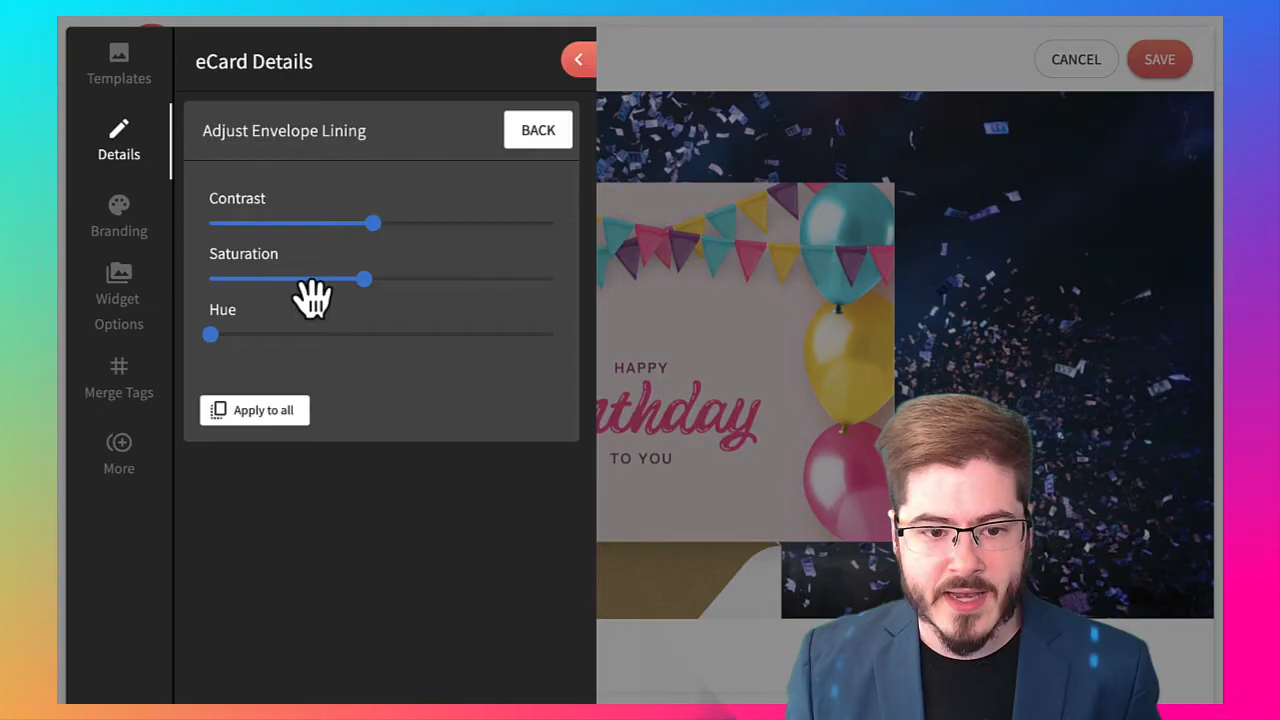 Templates
Details
Branding
Widget
Options
Merge Tags
More
eCard Details
Adjust Envelope Lining
BACK
Contrast
Saturation
Hue
Apply to all
CANCEL
SAVE
HAPPY
rthday
TO YOU